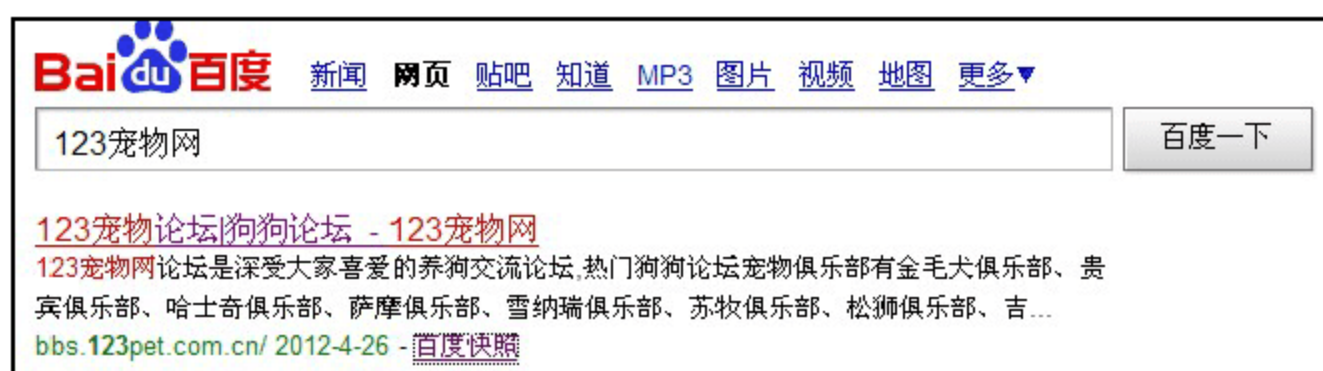 Bai du 百度 新闻 网页 贴吧 知道 MP3 图片 视频 地图 更多▼
123宠物网 百度一下
123宠物论坛|狗狗论坛 - 123宠物网
123宠物网论坛是深受大家喜爱的养狗交流论坛,热门狗狗论坛宠物俱乐部有金毛犬俱乐部、贵
宾俱乐部、哈士奇俱乐部、萨摩俱乐部、雪纳瑞俱乐部、苏牧俱乐部、松狮俱乐部、吉...
bbs.123pet.com.cn/ 2012-4-26 - 百度快照